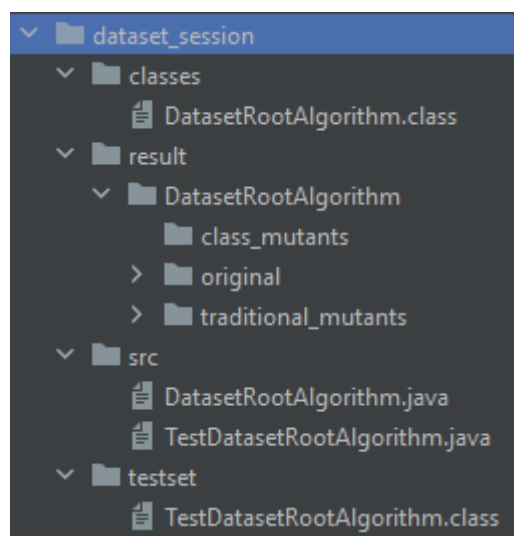 dataset_session
classes
DatasetRootAlgorithm.class
result
DatasetRootAlgorithm
class_mutants
original
traditional_mutants
src
DatasetRootAlgorithm.java
TestDatasetRootAlgorithm.java
testset
TestDatasetRootAlgorithm.class